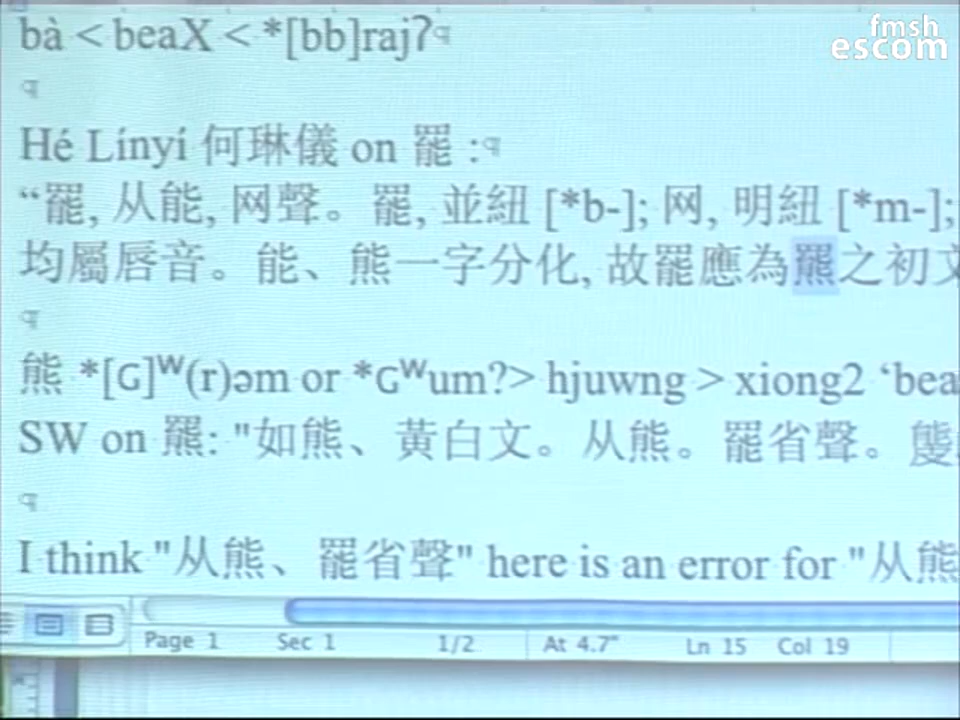 fmsh
escom
bà < beaX < *[bb]rajʔ¶
¶
Hé Línyí 何琳儀 on 罷 :¶
“罷, 从能, 网聲。罷, 並紐 [*b-]; 网, 明紐 [*m-];
均屬唇音。能、熊一字分化, 故罷應為羆之初文
¶
熊 *[ɢ]ʷ(r)əm or *ɢʷum?> hjuwng > xiong2 ‘bea
SW on 羆: "如熊、黃白文。从熊。罷省聲。
¶
I think "从熊、罷省聲" here is an error for "从熊
Page 1 Sec 1 1/2 At 4.7" Ln 15 Col 19